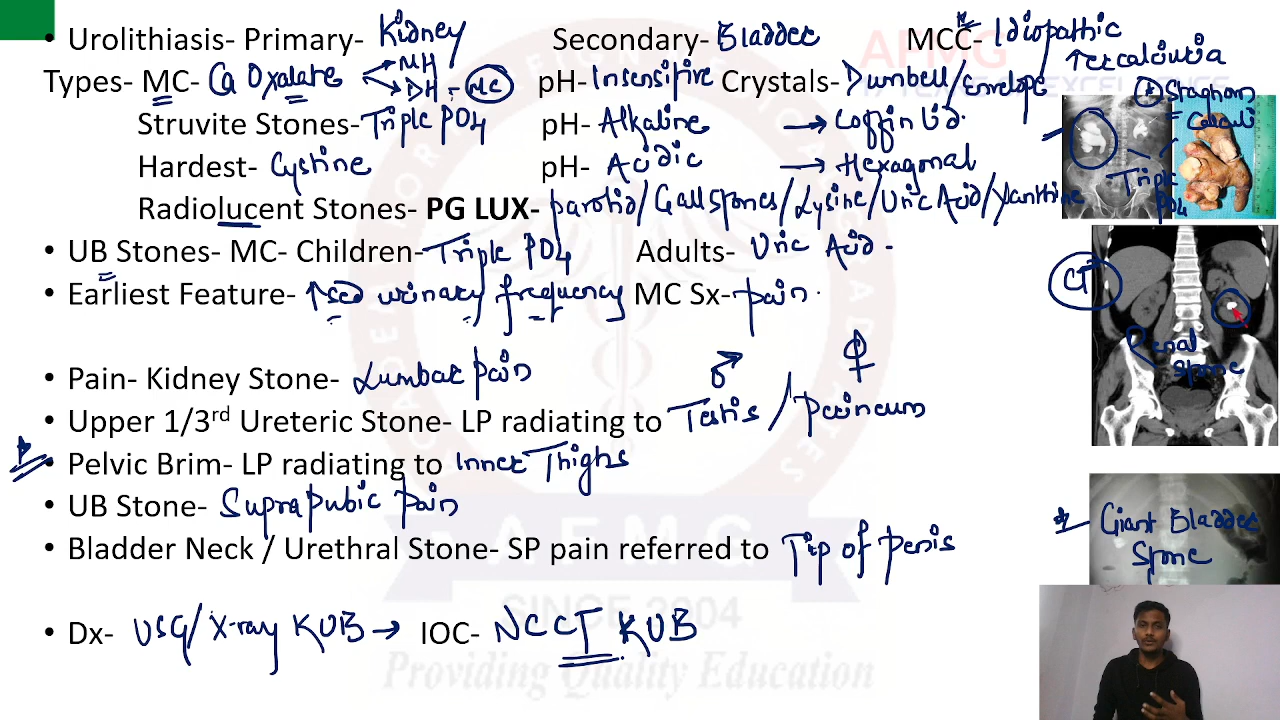 • Urolithiasis- Primary- Kidney Secondary- Bladder MCC- Idiopathic ↑ercalciuria
Types- MC- Ca Oxalate MH DH - MC pH- Insensitive Crystals- Dumbell/Envelope
Staghorn Calculi
Struvite Stones- Triple PO4 pH- Alkaline → Coffin Lid.
Hardest- Cystine pH- Acidic → Hexagonal
Triple PO4
Radiolucent Stones- PG LUX- parotid/Gallstones/Lysine/Uric Acid/Xanthine
• UB Stones- MC- Children- Triple PO4 Adults- Uric Acid.
• Earliest Feature- ↑sed urinary frequency MC Sx- pain.
CT
Renal Stone
• Pain- Kidney Stone- Lumbar pain
♂ ♀
• Upper 1/3rd Ureteric Stone- LP radiating to Testis / perineum
• Pelvic Brim- LP radiating to Inner Thighs
• UB Stone- Suprapubic pain
• Bladder Neck / Urethral Stone- SP pain referred to Tip of penis
Giant Bladder Stone
• Dx- USG/X-ray KUB → IOC- NCCT KUB
AFMG
SINCE 2004
Providing Quality Education